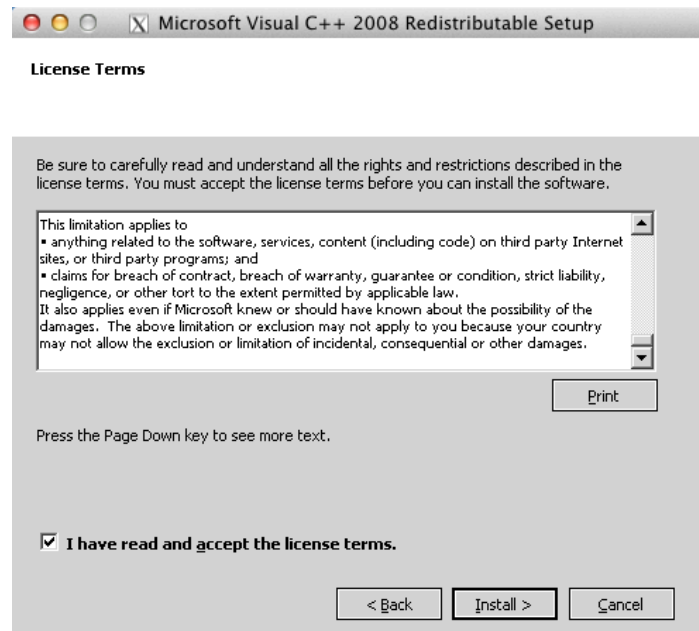 Microsoft Visual C++ 2008 Redistributable Setup
License Terms
Be sure to carefully read and understand all the rights and restrictions described in the
license terms. You must accept the license terms before you can install the software.
This limitation applies to
▪ anything related to the software, services, content (including code) on third party Internet
sites, or third party programs; and
▪ claims for breach of contract, breach of warranty, guarantee or condition, strict liability,
negligence, or other tort to the extent permitted by applicable law.
It also applies even if Microsoft knew or should have known about the possibility of the
damages.  The above limitation or exclusion may not apply to you because your country
may not allow the exclusion or limitation of incidental, consequential or other damages.
Print
Press the Page Down key to see more text.
I have read and accept the license terms.
< Back
Install >
Cancel